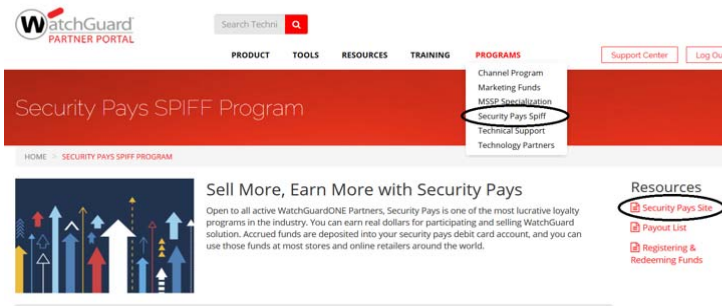 WatchGuard
PARTNER PORTAL
Search Techni
PRODUCT TOOLS RESOURCES TRAINING PROGRAMS
Support Center
Log Ou
Channel Program
Marketing Funds
MSSP Specialization
Security Pays Spiff
Technical Support
Technology Partners
Security Pays SPIFF Program
HOME > SECURITY PAYS SPIFF PROGRAM
Sell More, Earn More with Security Pays
Open to all active WatchGuardONE Partners, Security Pays is one of the most lucrative loyalty
programs in the industry. You can earn real dollars for participating and selling WatchGuard
solution. Accrued funds are deposited into your security pays debit card account, and you can
use those funds at most stores and online retailers around the world.
Resources
Security Pays Site
Payout List
Registering &
Redeeming Funds